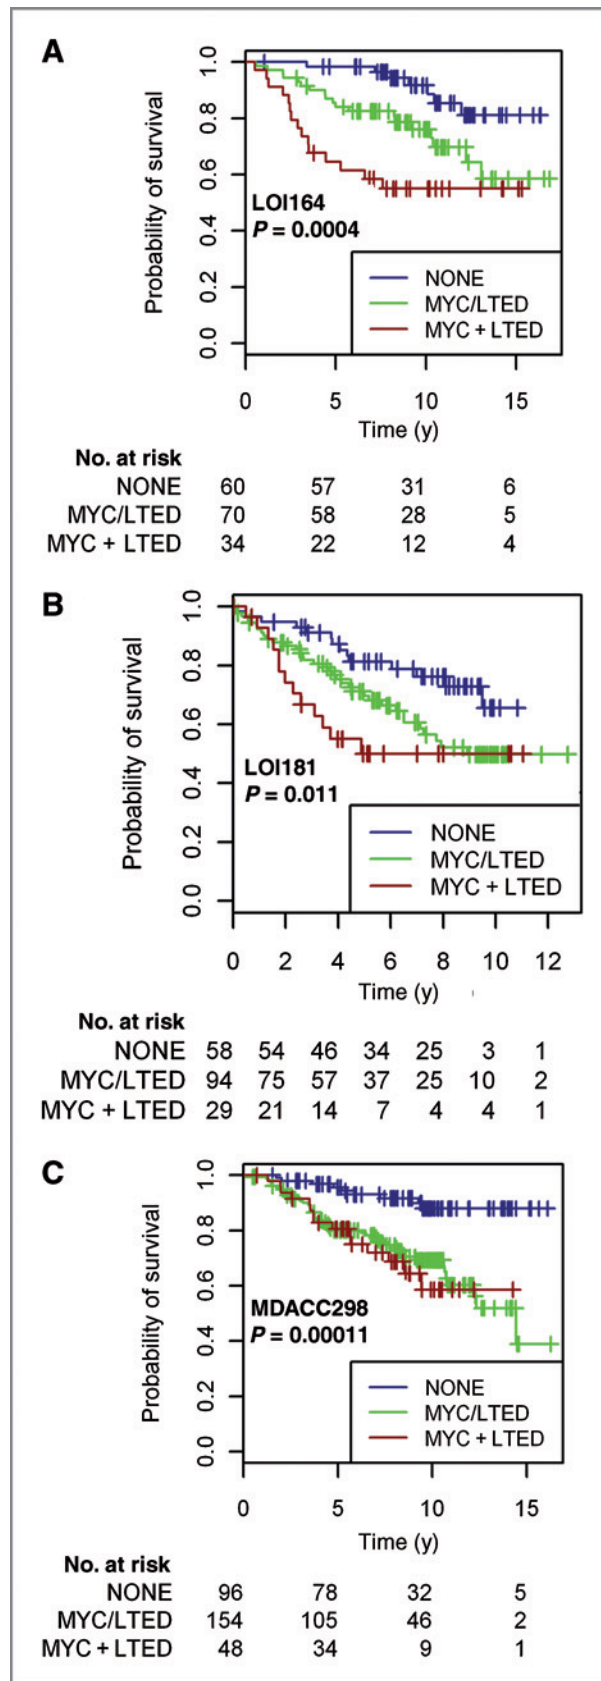 A
Probability of survival
1.0
0.8
0.6
0.4
0.2
0.0
LOI164
P = 0.0004
NONE
MYC/LTED
MYC + LTED
0 5 10 15
Time (y)
No. at risk
NONE 60 57 31 6
MYC/LTED 70 58 28 5
MYC + LTED 34 22 12 4
B
Probability of survival
1.0
0.8
0.6
0.4
0.2
0.0
LOI181
P = 0.011
NONE
MYC/LTED
MYC + LTED
0 2 4 6 8 10 12
Time (y)
No. at risk
NONE 58 54 46 34 25 3 1
MYC/LTED 94 75 57 37 25 10 2
MYC + LTED 29 21 14 7 4 4 1
C
Probability of survival
1.0
0.8
0.6
0.4
0.2
0.0
MDACC298
P = 0.00011
NONE
MYC/LTED
MYC + LTED
0 5 10 15
Time (y)
No. at risk
NONE 96 78 32 5
MYC/LTED 154 105 46 2
MYC + LTED 48 34 9 1